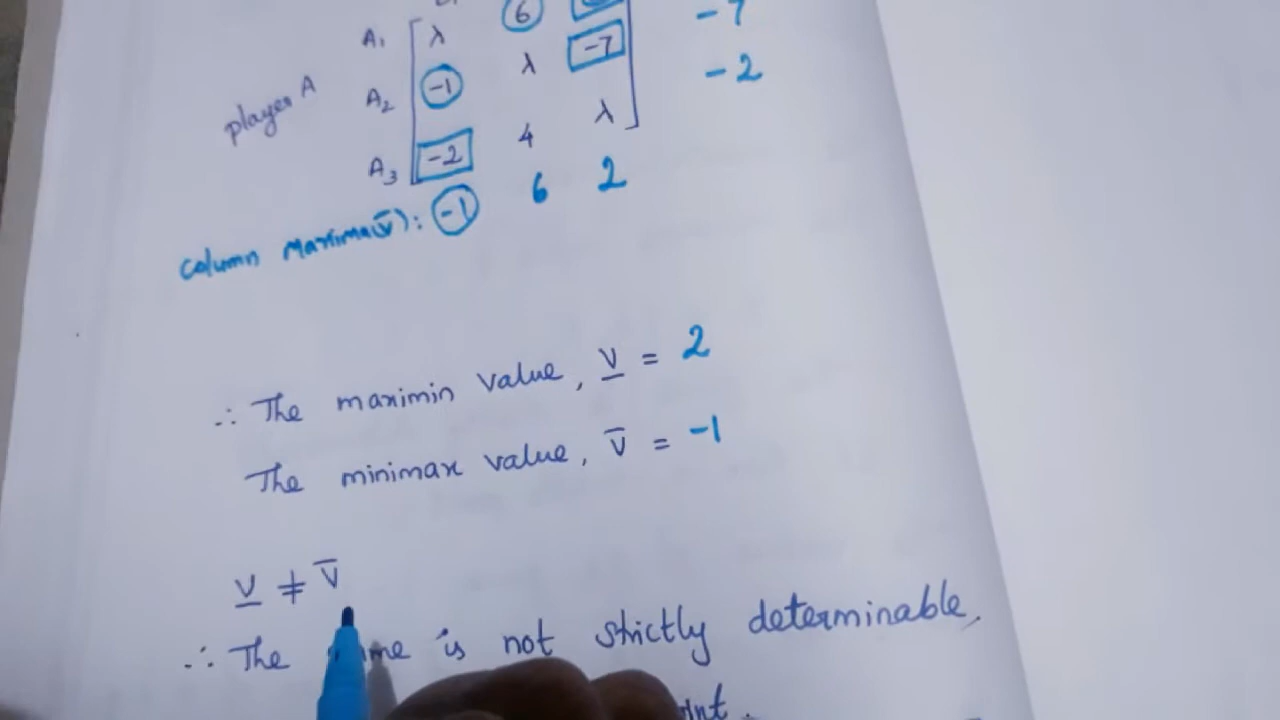 6
A₁ λ -7 -7
player A A₂ -1 λ -2
A₃ -2 4 λ
column maxima(v̅): -1 6 2
∴ The maximin value, v̲ = 2
The minimax value, v̅ = -1
v̲ ≠ v̅
∴ The is not strictly determinable,